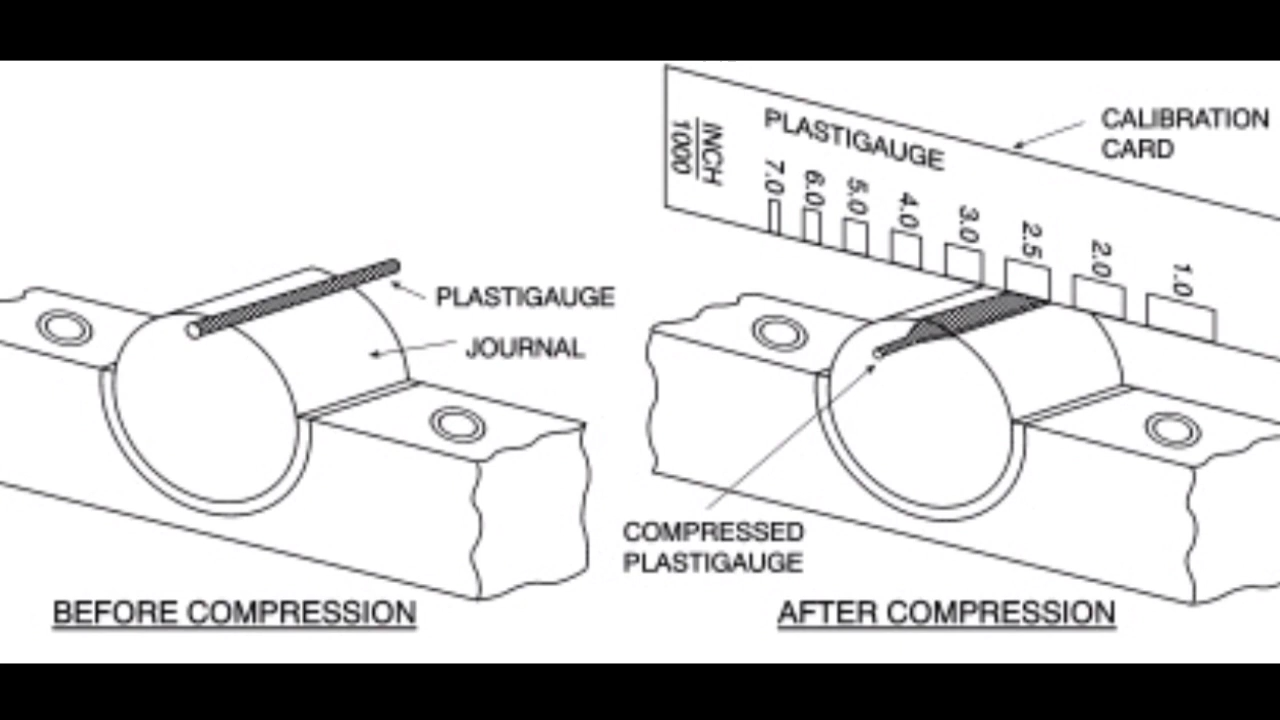 PLASTIGAUGE
JOURNAL
BEFORE COMPRESSION
INCH
1000
PLASTIGAUGE
7.0
6.0
5.0
4.0
3.0
2.5
2.0
1.0
CALIBRATION
CARD
COMPRESSED
PLASTIGAUGE
AFTER COMPRESSION